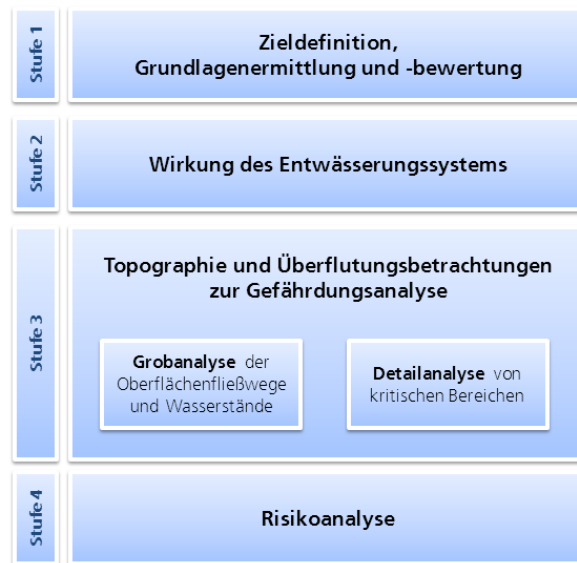 Stufe 1
Zieldefinition,
Grundlagenermittlung und -bewertung
Stufe 2
Wirkung des Entwässerungssystems
Stufe 3
Topographie und Überflutungsbetrachtungen
zur Gefährdungsanalyse
Grobanalyse der
Oberflächenfließwege
und Wasserstände
Detailanalyse von
kritischen Bereichen
Stufe 4
Risikoanalyse